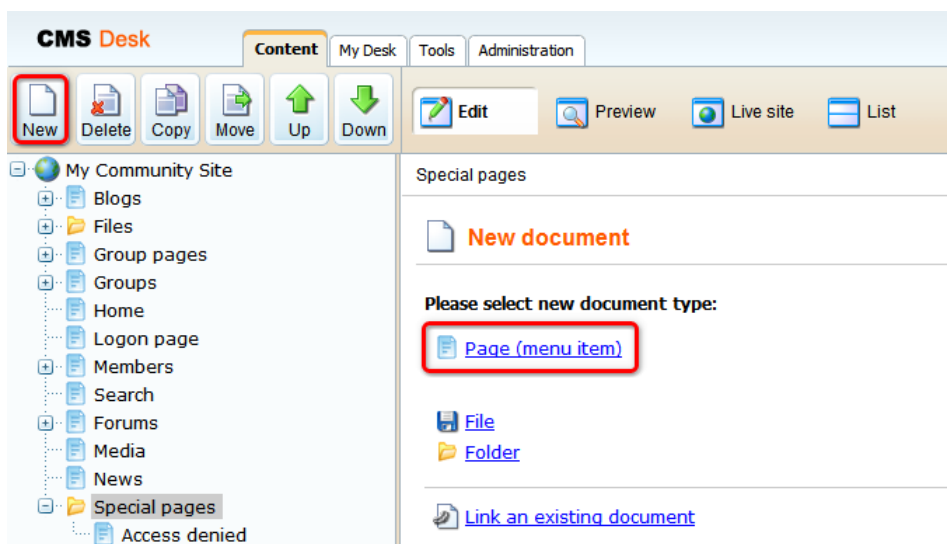 CMS Desk
Content My Desk Tools Administration
New Delete Copy Move Up Down
Edit Preview Live site List
My Community Site
Blogs
Files
Group pages
Groups
Home
Logon page
Members
Search
Forums
Media
News
Special pages
Access denied
Special pages
New document
Please select new document type:
Page (menu item)
File
Folder
Link an existing document